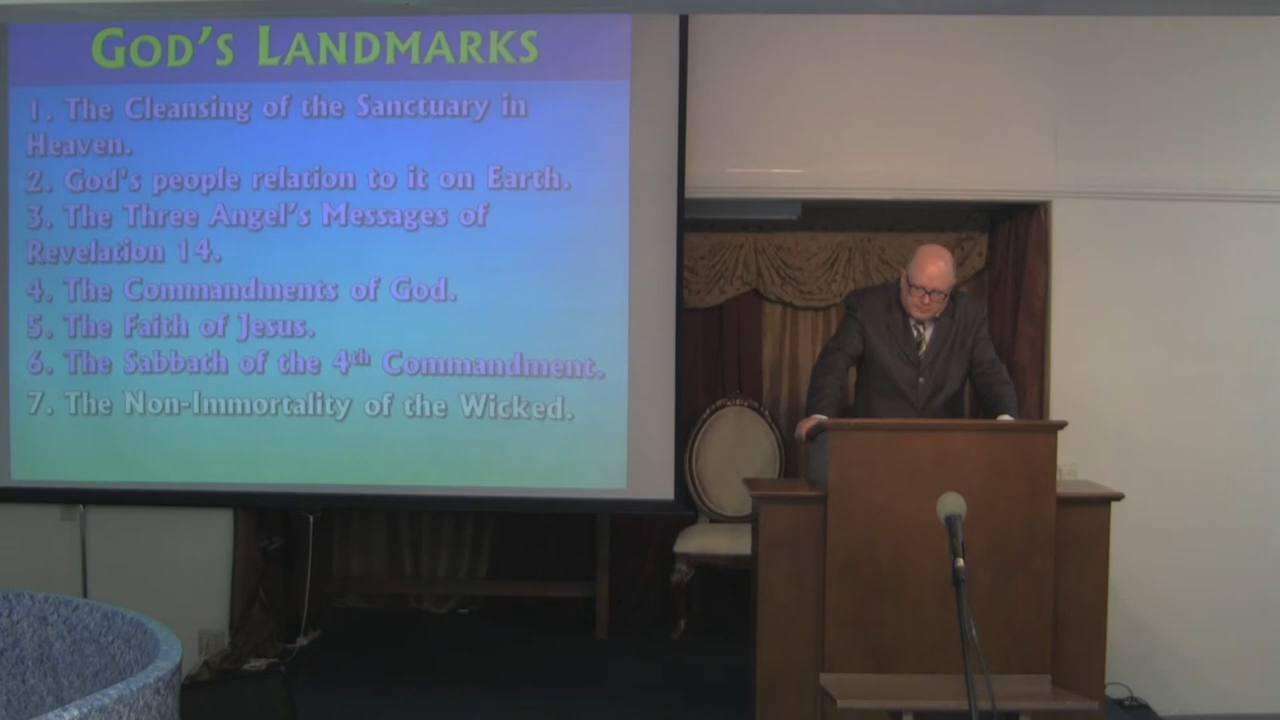 GOD'S LANDMARKS
1. The Cleansing of the Sanctuary in
Heaven.
2. God's people relation to it on Earth.
3. The Three Angel's Messages of
Revelation 14.
4. The Commandments of God.
5. The Faith of Jesus.
6. The Sabbath of the 4th Commandment.
7. The Non-Immortality of the Wicked.